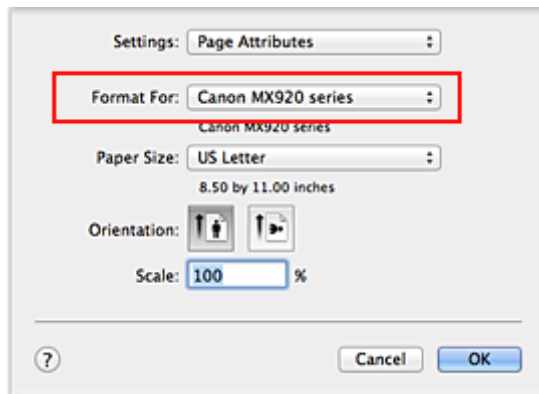 Settings: Page Attributes
Format For: Canon MX920 series
Canon MX920 series
Paper Size: US Letter
8.50 by 11.00 inches
Orientation:
Scale: 100 %
? Cancel OK